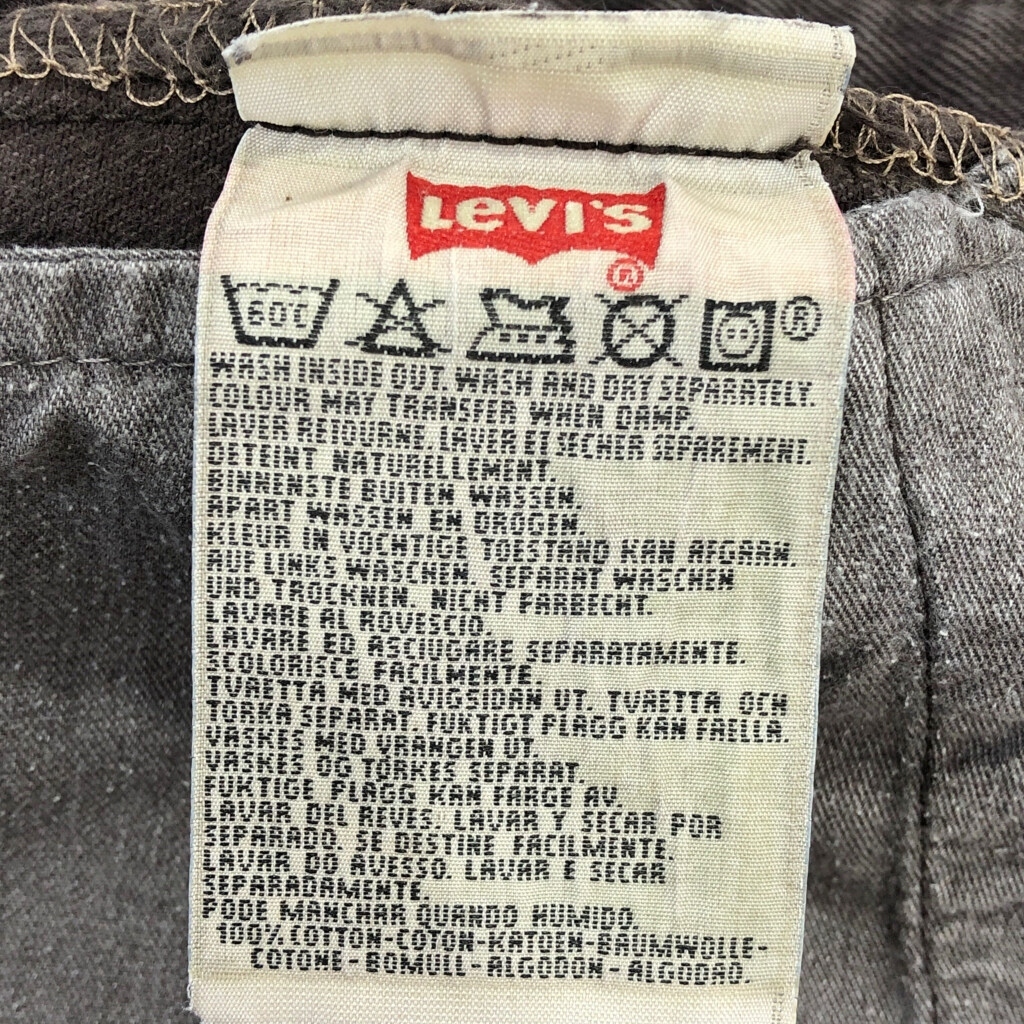 LEVI'S
®
60C ®
WASH INSIDE OUT. WASH AND DRY SEPARATELY.
COLOUR MAY TRANSFER WHEN DAMP.
LAVER RETOURNE. LAVER ET SECHER SEPAREMENT.
DETEINT NATURELLEMENT.
BINNENSTE BUITEN WASSEN.
APART WASSEN EN DROGEN.
KLEUR IN VOCHTIGE TOESTAND KAN AFGAAN.
AUF LINKS WASCHEN. SEPARAT WASCHEN
UND TROCKNEN. NICHT FARBECHT.
LAVARE AL ROVESCIO.
LAVARE ED ASCIUGARE SEPARATAMENTE.
SCOLORISCE FACILMENTE.
TVRETTA MED AVIGSIDAN UT. TVRETTA OCH
TORKA SEPARAT. FUKTIGT PLAGG KAN FAELLA.
VASKES MED VRANGEN UT.
VASKES OG TORKES SEPARAT.
FUKTIGE PLAGG KAN FARGE AV.
LAVAR DEL REVES. LAVAR Y SECAR POR
SEPARADO. SE DESTINE FACILMENTE.
LAVAR DO AVESSO. LAVAR E SECAR
SEPARADAMENTE.
PODE MANCHAR QUANDO HUMIDO.
100% COTTON-COTON-KATOEN-BAUMWOLLE-
COTONE-BOMULL-ALGODON-ALGODAO.